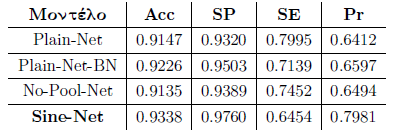 Μοντέλο Acc SP SE Pr
Plain-Net 0.9147 0.9320 0.7995 0.6412
Plain-Net-BN 0.9226 0.9503 0.7139 0.6597
No-Pool-Net 0.9135 0.9389 0.7452 0.6494
Sine-Net 0.9338 0.9760 0.6454 0.7981